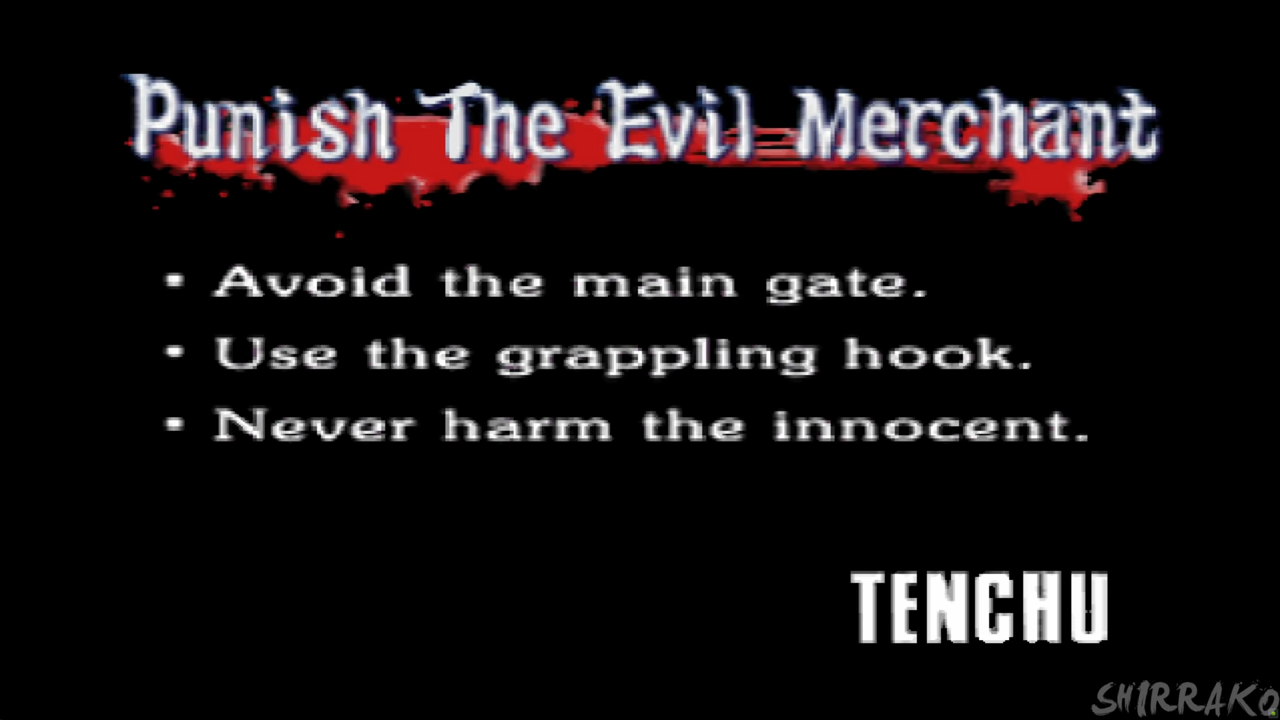 Punish The Evil Merchant
• Avoid the main gate.
• Use the grappling hook.
• Never harm the innocent.
TENCHU
SHIRRAKO